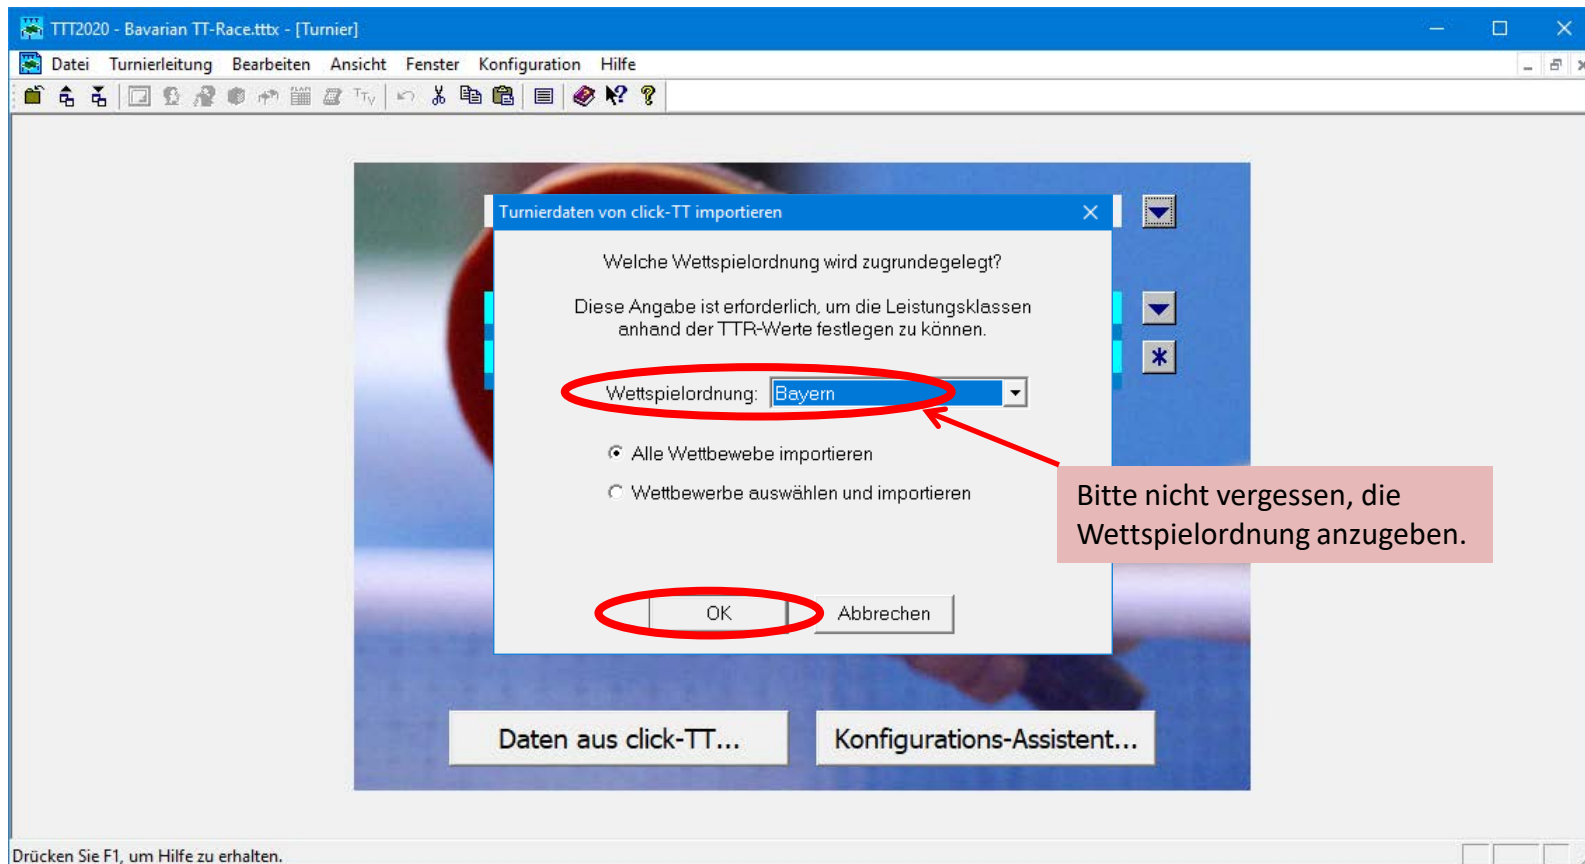 TTT2020 - Bavarian TT-Race.tttx - [Turnier]
Datei Turnierleitung Bearbeiten Ansicht Fenster Konfiguration Hilfe
Turnierdaten von click-TT importieren
Welche Wettspielordnung wird zugrundegelegt?
Diese Angabe ist erforderlich, um die Leistungsklassen
anhand der TTR-Werte festlegen zu können.
Wettspielordnung: Bayern
Alle Wettbewebe importieren
Wettbewerbe auswählen und importieren
Bitte nicht vergessen, die
Wettspielordnung anzugeben.
OK Abbrechen
Daten aus click-TT... Konfigurations-Assistent...
Drücken Sie F1, um Hilfe zu erhalten.